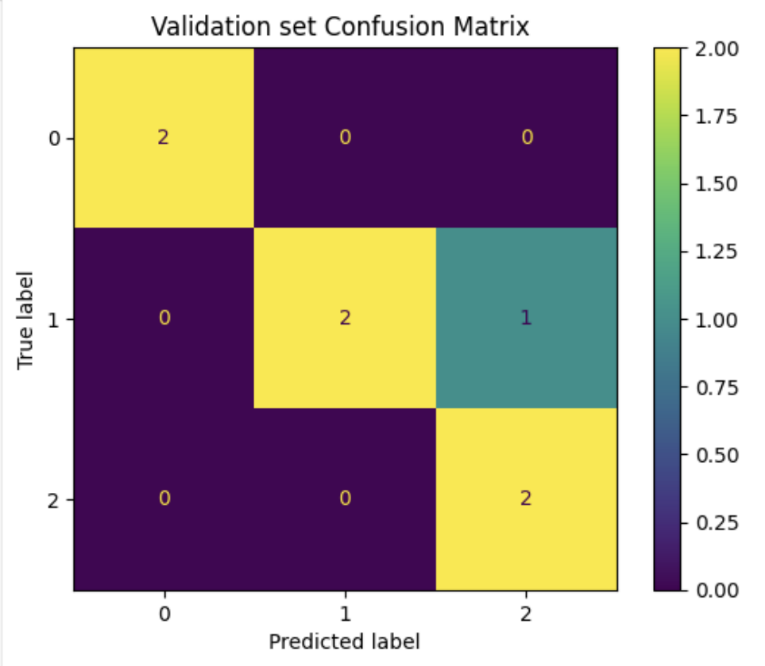 Validation set Confusion Matrix
2.00
1.75
1.50
1.25
1.00
0.75
0.50
0.25
0.00
True label
0 2 0 0
1 0 2 1
2 0 0 2
0 1 2
Predicted label